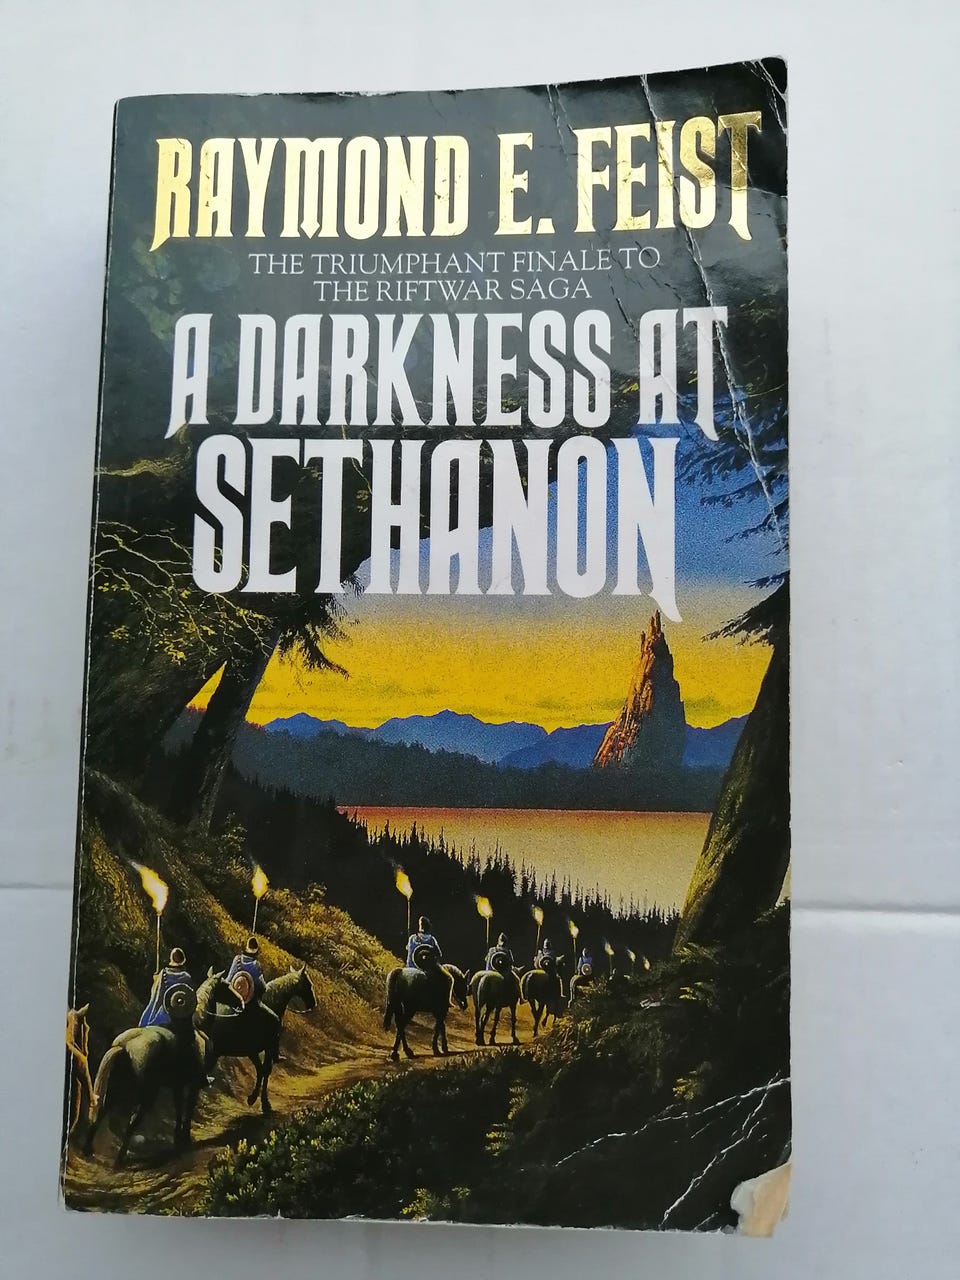 RAYMOND E. FEIST
THE TRIUMPHANT FINALE TO
THE RIFTWAR SAGA
A DARKNESS AT
SETHANON